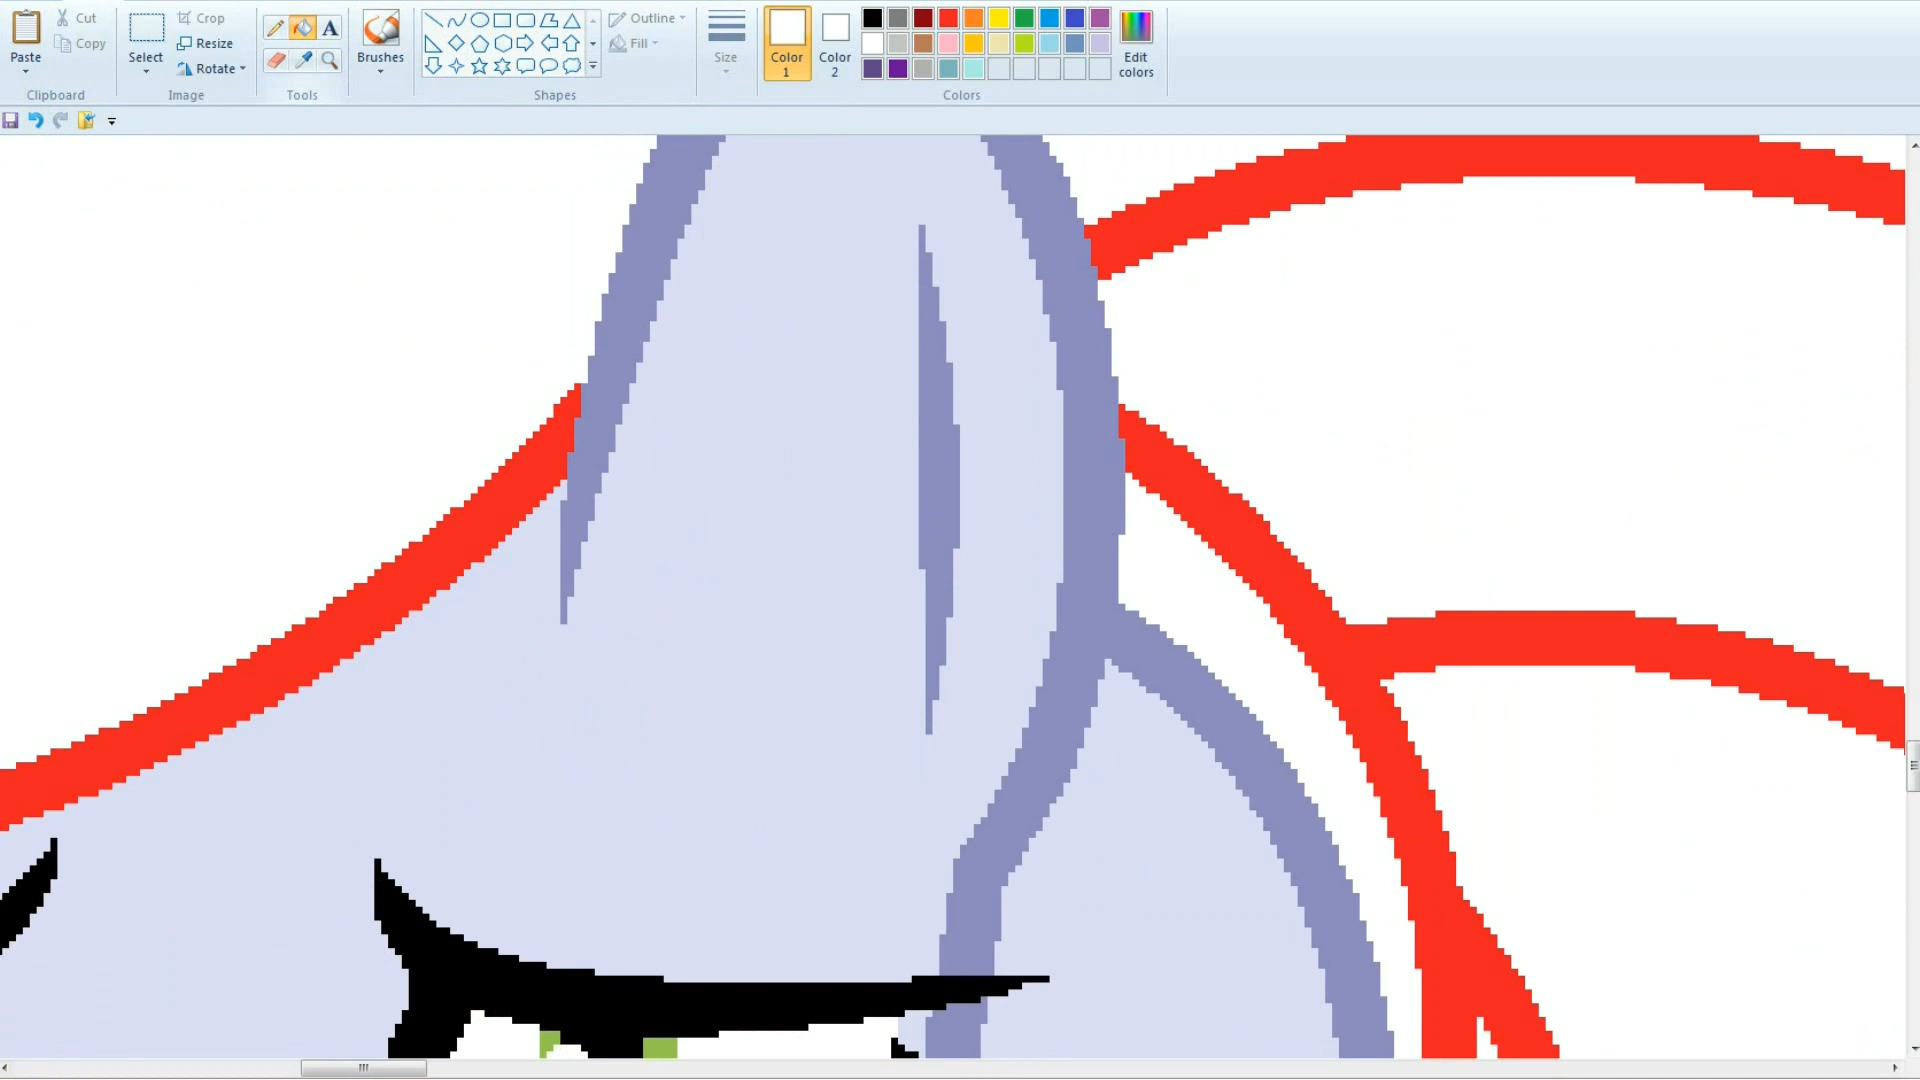 Cut
Crop
Outline
Copy
Resize
Fill
Paste
Select
Rotate
Brushes
Size
Color 1
Color 2
Edit colors
Clipboard
Image
Tools
Shapes
Colors
A